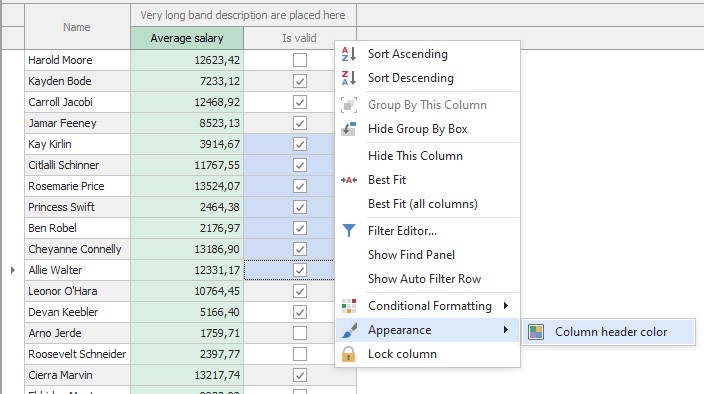 Very long band description are placed here
Name
Average salary Is valid
Harold Moore 12623,42
Kayden Bode 7233,12
Carroll Jacobi 12468,92
Jamar Feeney 8523,13
Kay Kirlin 3914,67
Citlalli Schinner 11767,55
Rosemarie Price 13524,07
Princess Swift 2464,38
Ben Robel 2176,97
Cheyanne Connelly 13186,90
Allie Walter 12331,17
Leonor O'Hara 10764,45
Devan Keebler 5166,40
Arno Jerde 1759,71
Roosevelt Schneider 2397,77
Cierra Marvin 13217,74
Sort Ascending
Sort Descending
Group By This Column
Hide Group By Box
Hide This Column
Best Fit
Best Fit (all columns)
Filter Editor...
Show Find Panel
Show Auto Filter Row
Conditional Formatting
Appearance
Lock column
Column header color